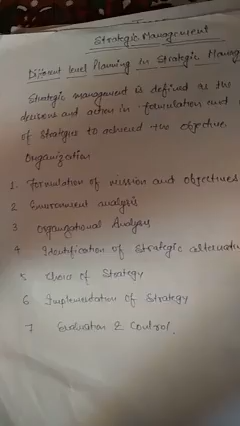 Strategic Management
Different level Planning in Strategic Manag
Strategic management is defined as the
decisions and action in formulations and
of strategies to achieved the objective
Organization
1. Formulation of mission and objectives
2 Environment analysis
3 Organizational Analysis
4 Identification of Strategic alternati
5 Choice of Strategy
6 Implementation of Strategy
7 Evaluation & Control.